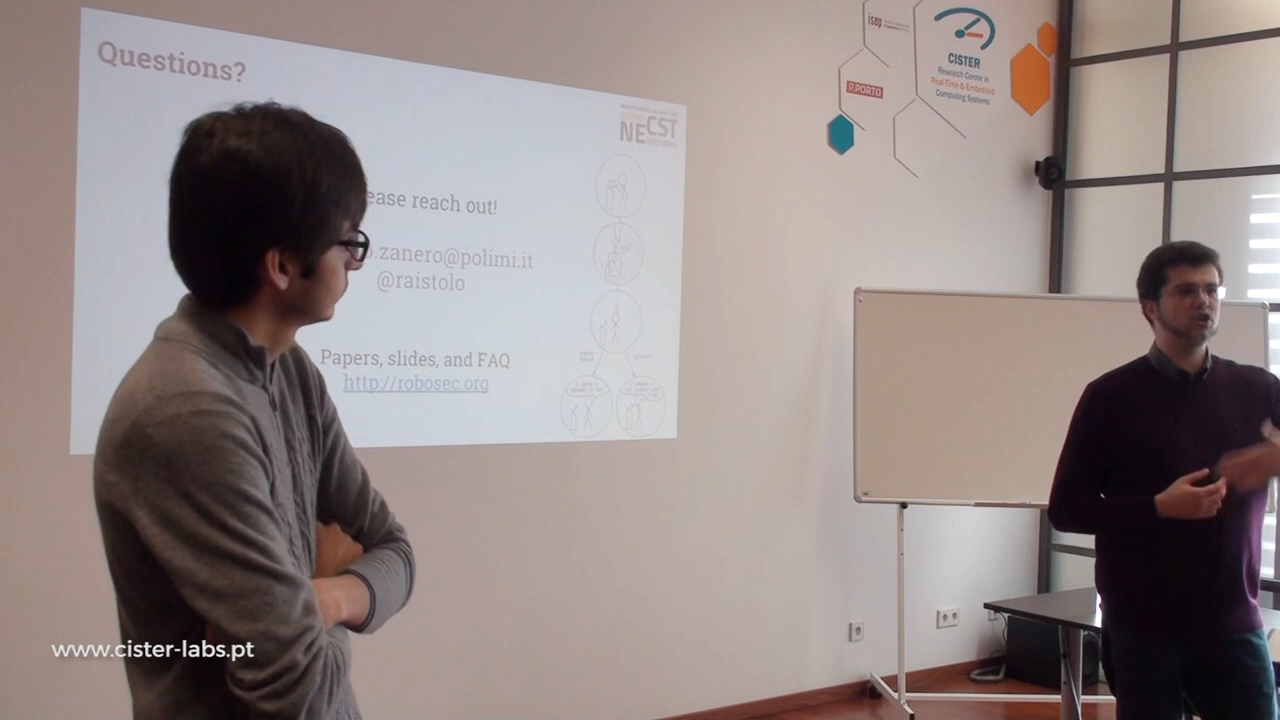 Questions?
NECST
ease reach out!
o.zanero@polimi.it
@raistolo
Papers, slides, and FAQ
http://robosec.org
isep
P.PORTO
CISTER
Research Center in
Real-Time & Embedded
Computing Systems
www.cister-labs.pt